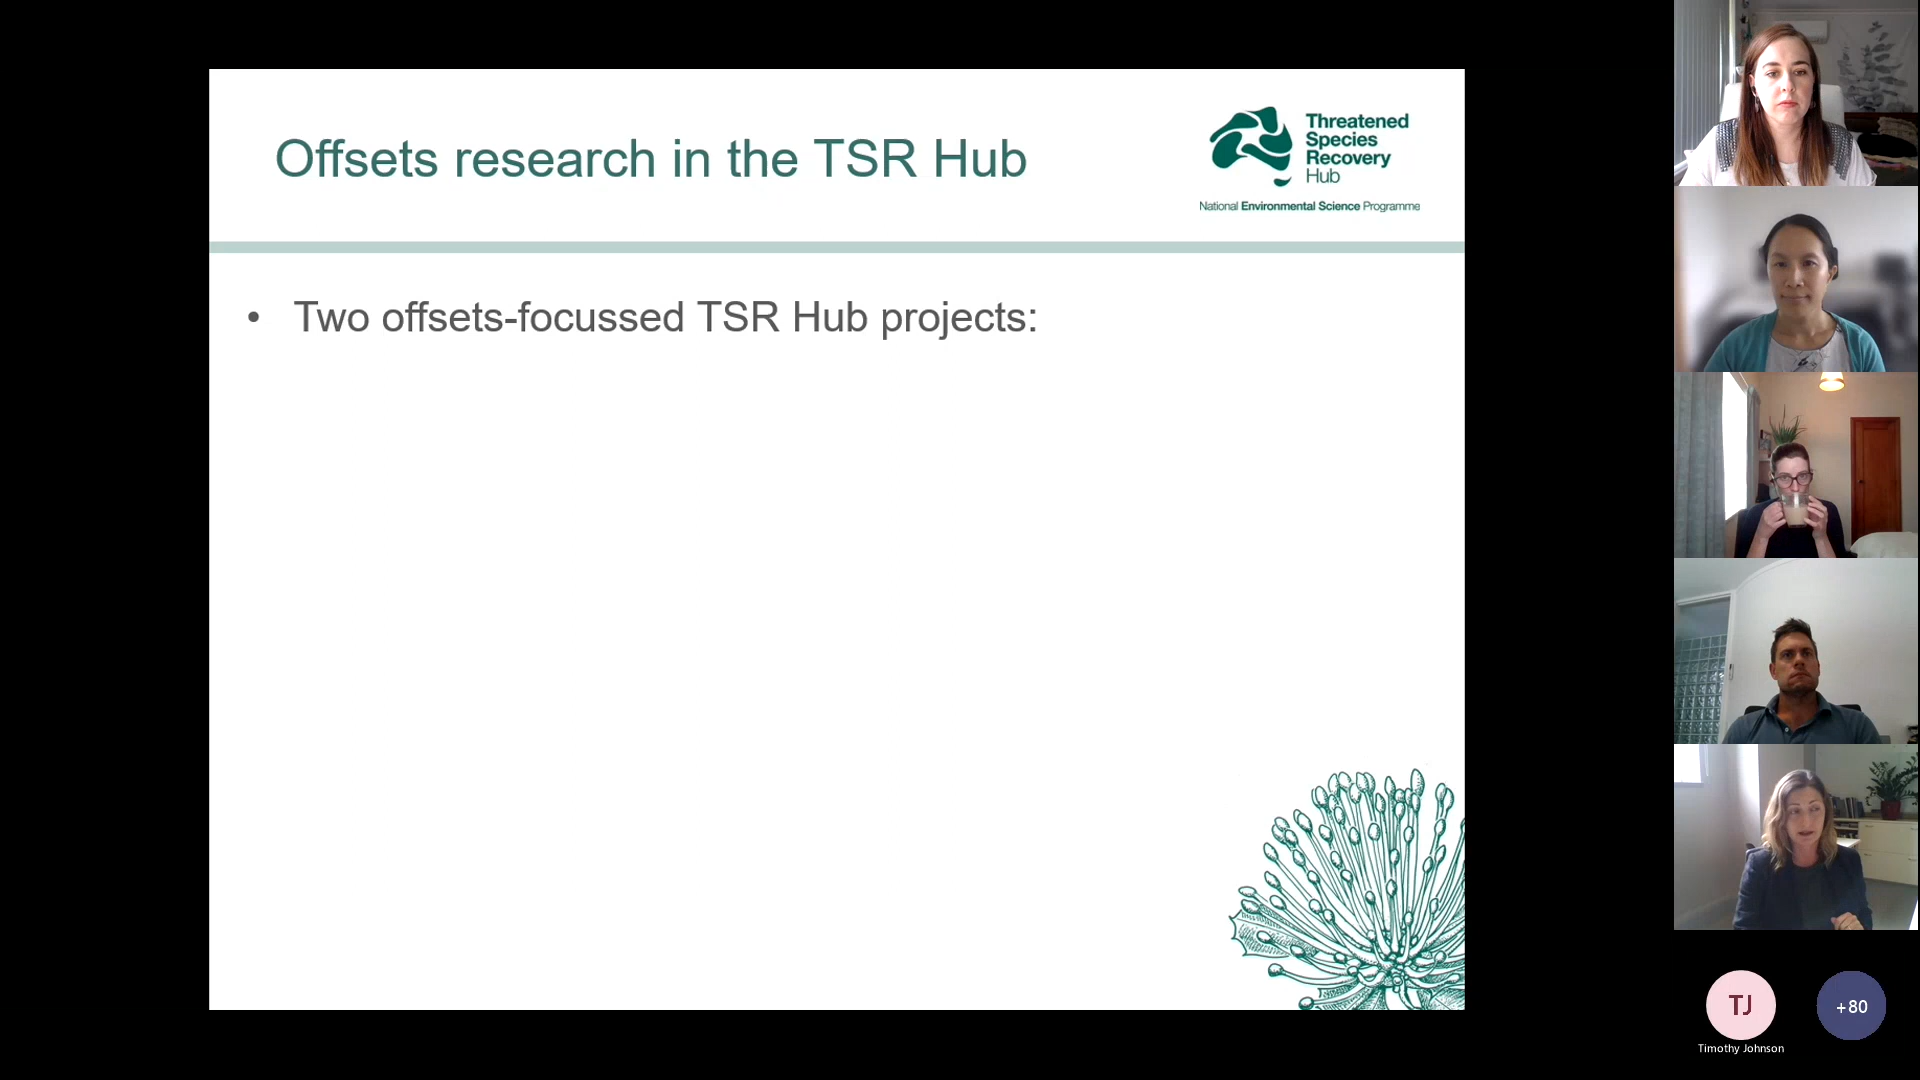 Offsets research in the TSR Hub
Threatened
Species
Recovery
Hub
National Environmental Science Programme
• Two offsets-focussed TSR Hub projects:
TJ
+80
Timothy Johnson